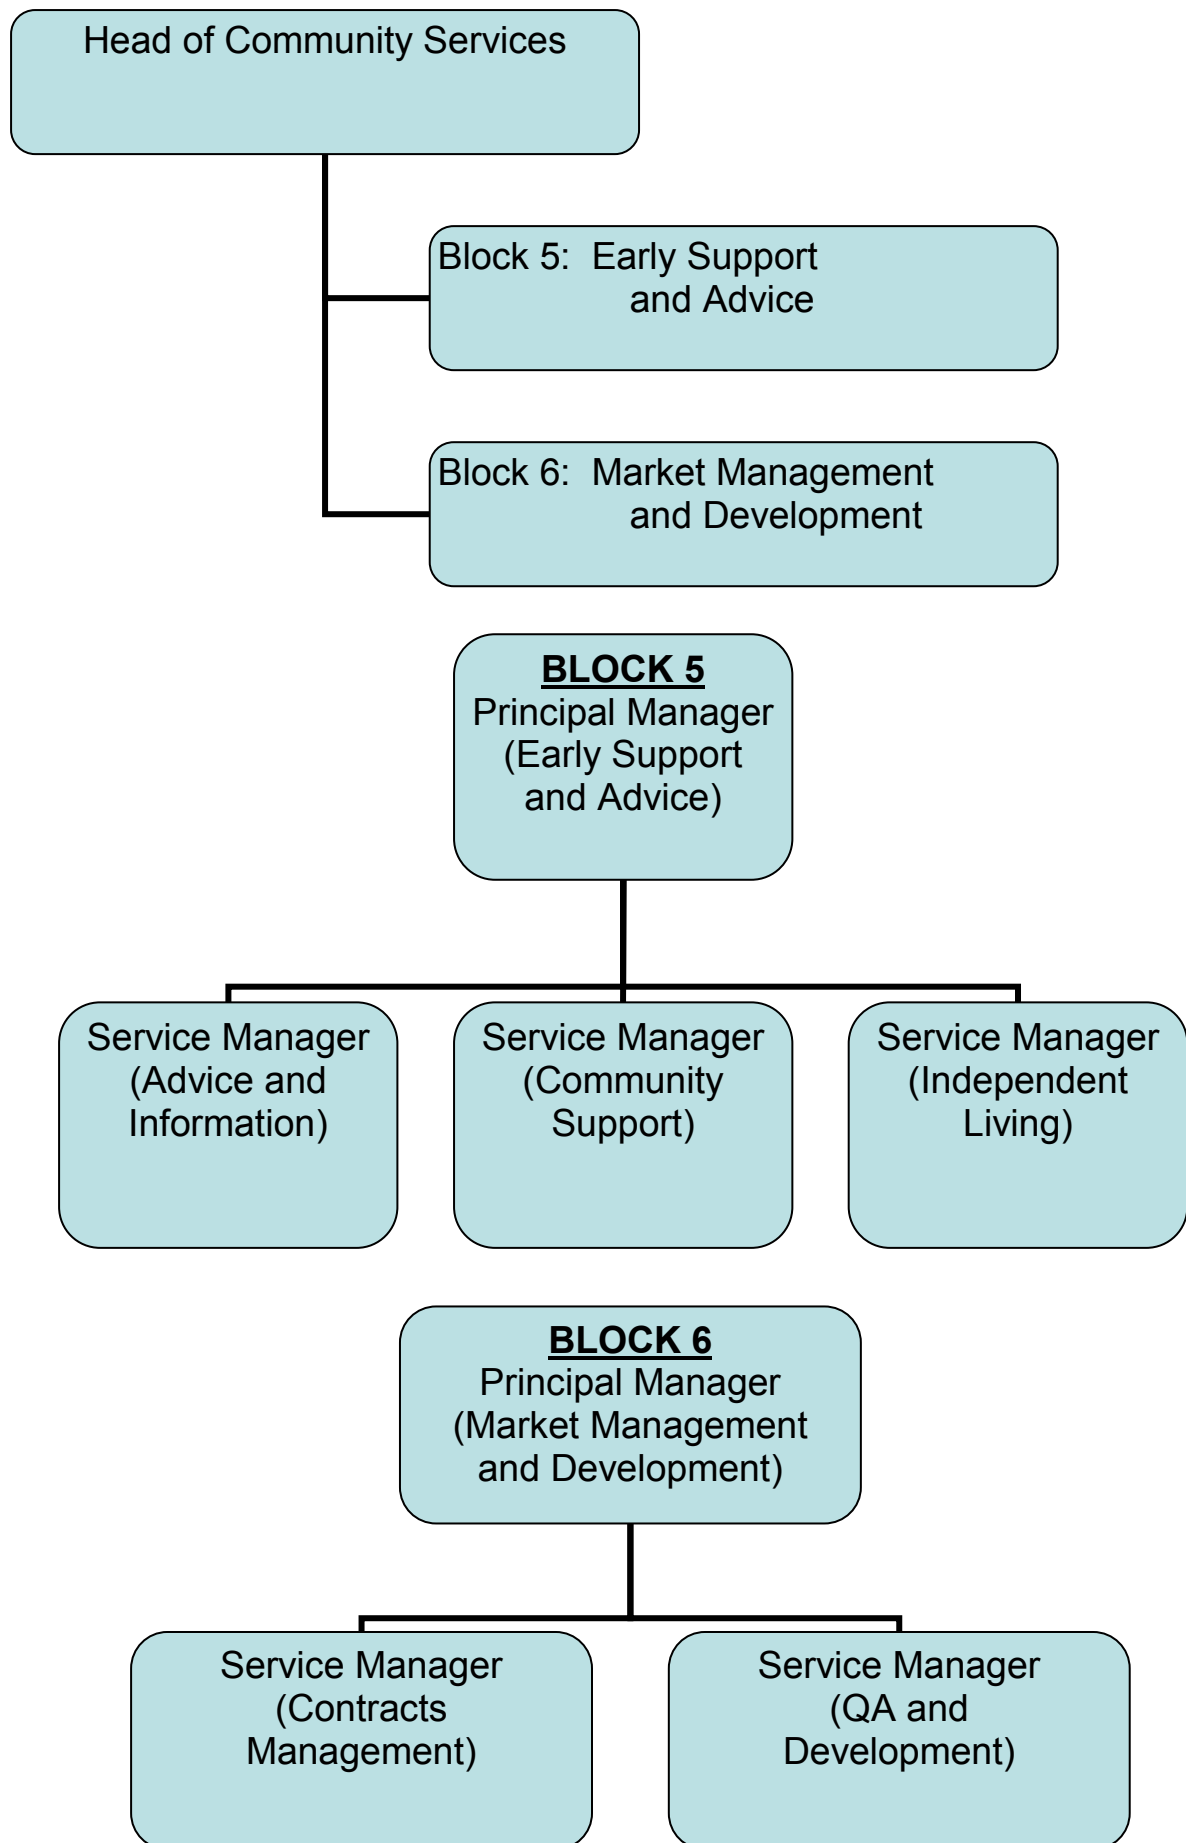 Head of Community Services
Block 5:  Early Support
and Advice
Block 6:  Market Management
and Development
BLOCK 5
Principal Manager
(Early Support
and Advice)
Service Manager
(Advice and
Information)
Service Manager
(Community
Support)
Service Manager
(Independent
Living)
BLOCK 6
Principal Manager
(Market Management
and Development)
Service Manager
(Contracts
Management)
Service Manager
(QA and
Development)